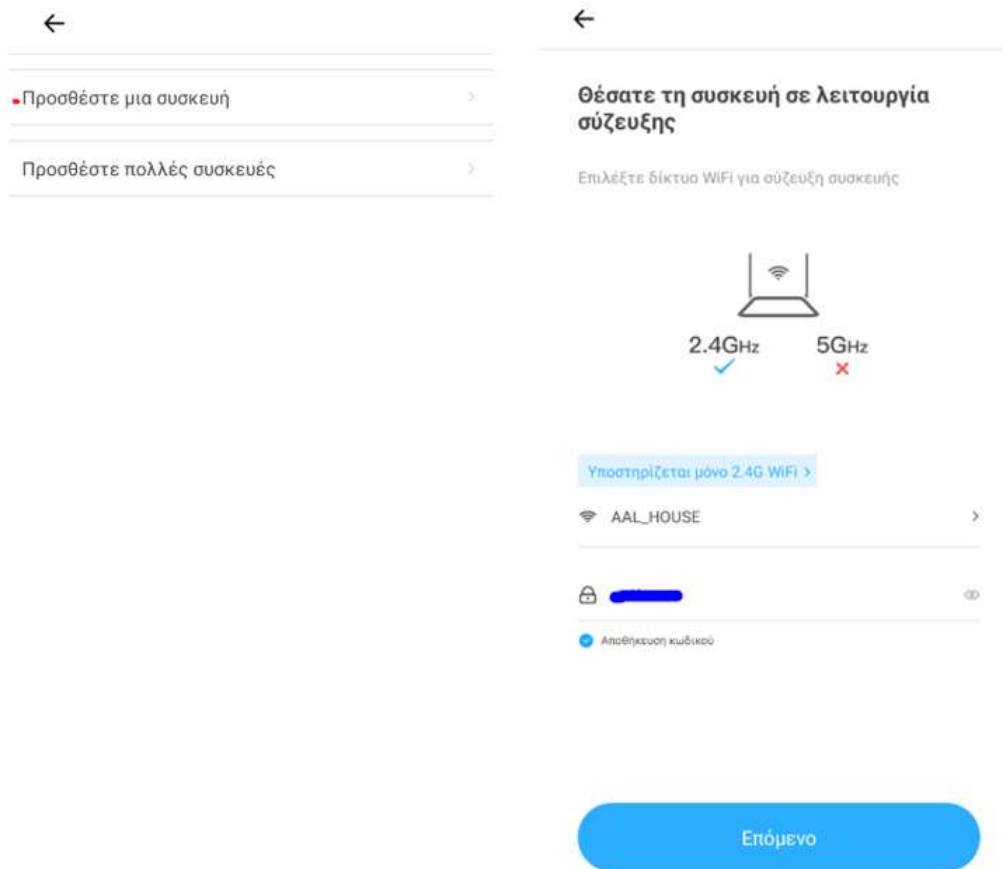 Προσθέστε μια συσκευή
Προσθέστε πολλές συσκευές
Θέσατε τη συσκευή σε λειτουργία
σύζευξης
Επιλέξτε δίκτυο WiFi για σύζευξη συσκευής
2.4GHz 5GHz
Υποστηρίζεται μόνο 2.4G WiFi >
AAL_HOUSE
Αποθήκευση κωδικού
Επόμενο